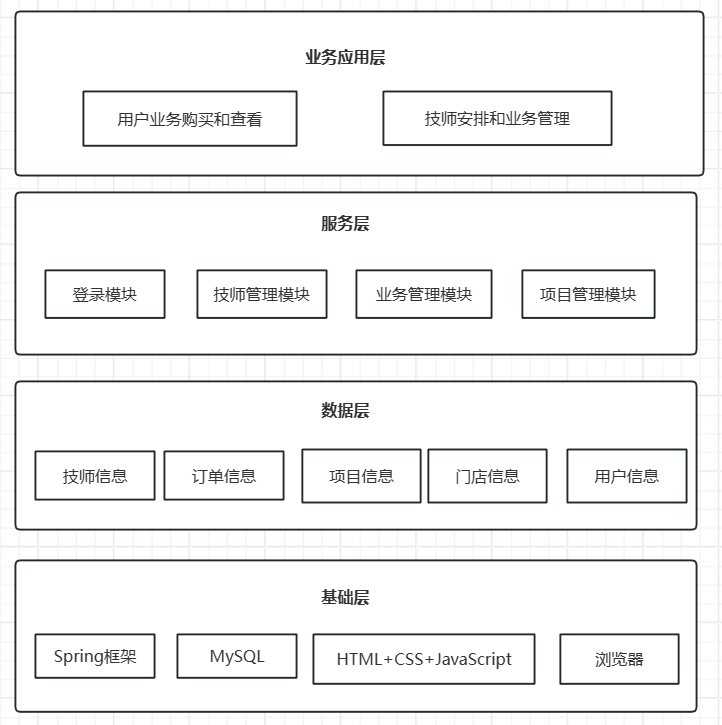 业务应用层
用户业务购买和查看
技师安排和业务管理
服务层
登录模块
技师管理模块
业务管理模块
项目管理模块
数据层
技师信息
订单信息
项目信息
门店信息
用户信息
基础层
Spring框架
MySQL
HTML+CSS+JavaScript
浏览器